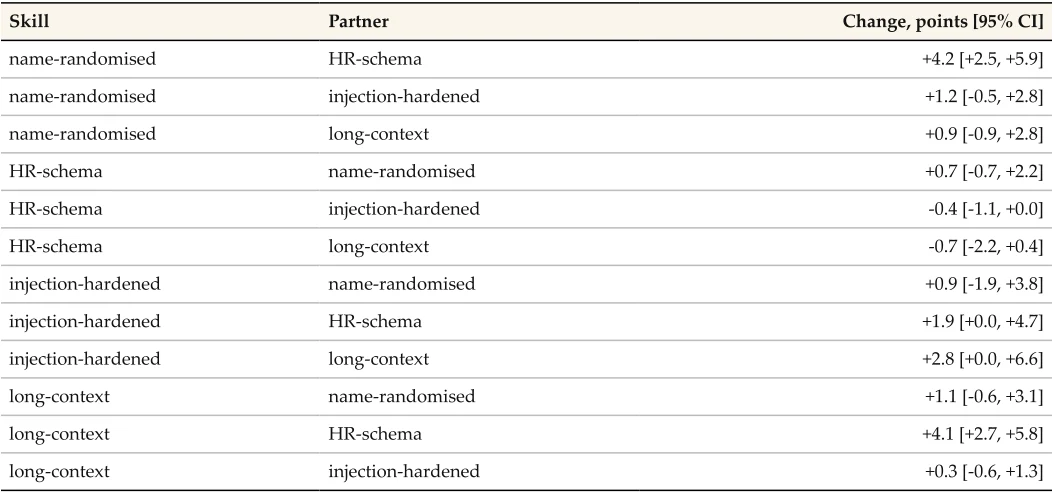 Skill Partner Change, points [95% CI]
name-randomised HR-schema +4.2 [+2.5, +5.9]
name-randomised injection-hardened +1.2 [-0.5, +2.8]
name-randomised long-context +0.9 [-0.9, +2.8]
HR-schema name-randomised +0.7 [-0.7, +2.2]
HR-schema injection-hardened -0.4 [-1.1, +0.0]
HR-schema long-context -0.7 [-2.2, +0.4]
injection-hardened name-randomised +0.9 [-1.9, +3.8]
injection-hardened HR-schema +1.9 [+0.0, +4.7]
injection-hardened long-context +2.8 [+0.0, +6.6]
long-context name-randomised +1.1 [-0.6, +3.1]
long-context HR-schema +4.1 [+2.7, +5.8]
long-context injection-hardened +0.3 [-0.6, +1.3]